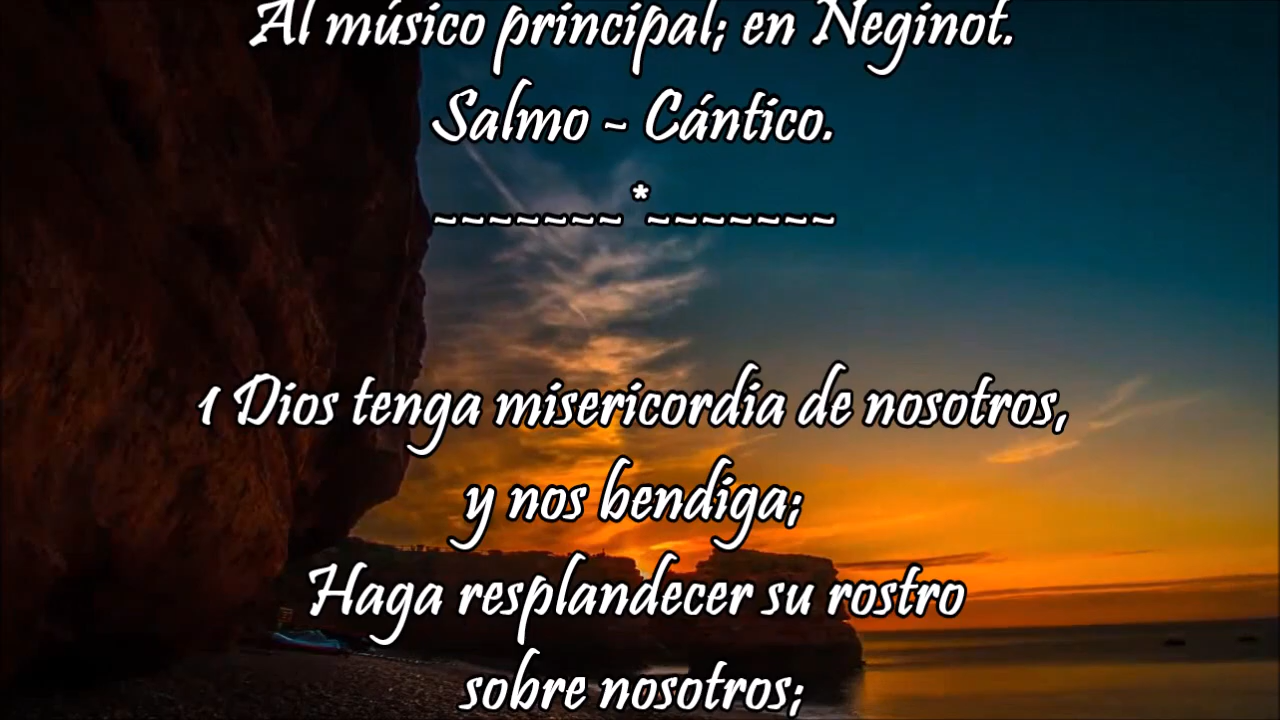 Al músico principal; en Neginot.
Salmo - Cántico.
~~~~~~~*~~~~~~~
1 Dios tenga misericordia de nosotros,
y nos bendiga;
Haga resplandecer su rostro
sobre nosotros;